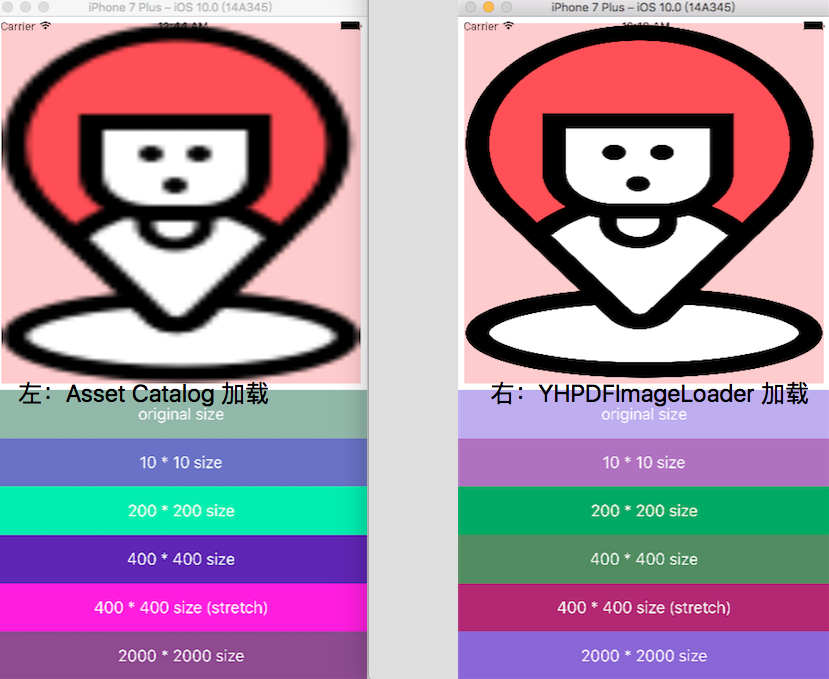 iPhone 7 Plus – iOS 10.0 (14A345)
Carrier
左：Asset Catalog 加载
original size
10 * 10 size
200 * 200 size
400 * 400 size
400 * 400 size (stretch)
2000 * 2000 size
iPhone 7 Plus – iOS 10.0 (14A345)
Carrier
右：YHPDFImageLoader 加载
original size
10 * 10 size
200 * 200 size
400 * 400 size
400 * 400 size (stretch)
2000 * 2000 size